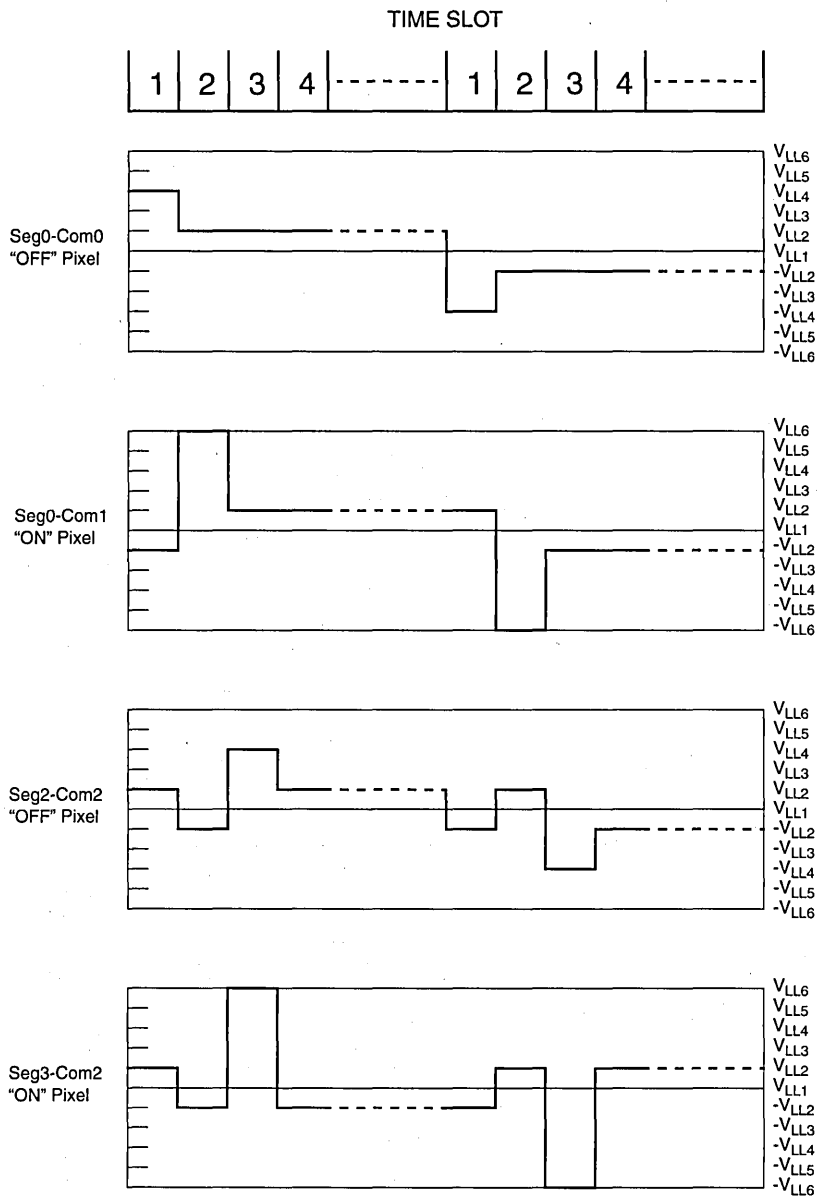 TIME SLOT
1 2 3 4 1 2 3 4
Seg0-Com0
"OFF" Pixel
VLL6
VLL5
VLL4
VLL3
VLL2
VLL1
-VLL2
-VLL3
-VLL4
-VLL5
-VLL6
Seg0-Com1
"ON" Pixel
VLL6
VLL5
VLL4
VLL3
VLL2
VLL1
-VLL2
-VLL3
-VLL4
-VLL5
-VLL6
Seg2-Com2
"OFF" Pixel
VLL6
VLL5
VLL4
VLL3
VLL2
VLL1
-VLL2
-VLL3
-VLL4
-VLL5
-VLL6
Seg3-Com2
"ON" Pixel
VLL6
VLL5
VLL4
VLL3
VLL2
VLL1
-VLL2
-VLL3
-VLL4
-VLL5
-VLL6